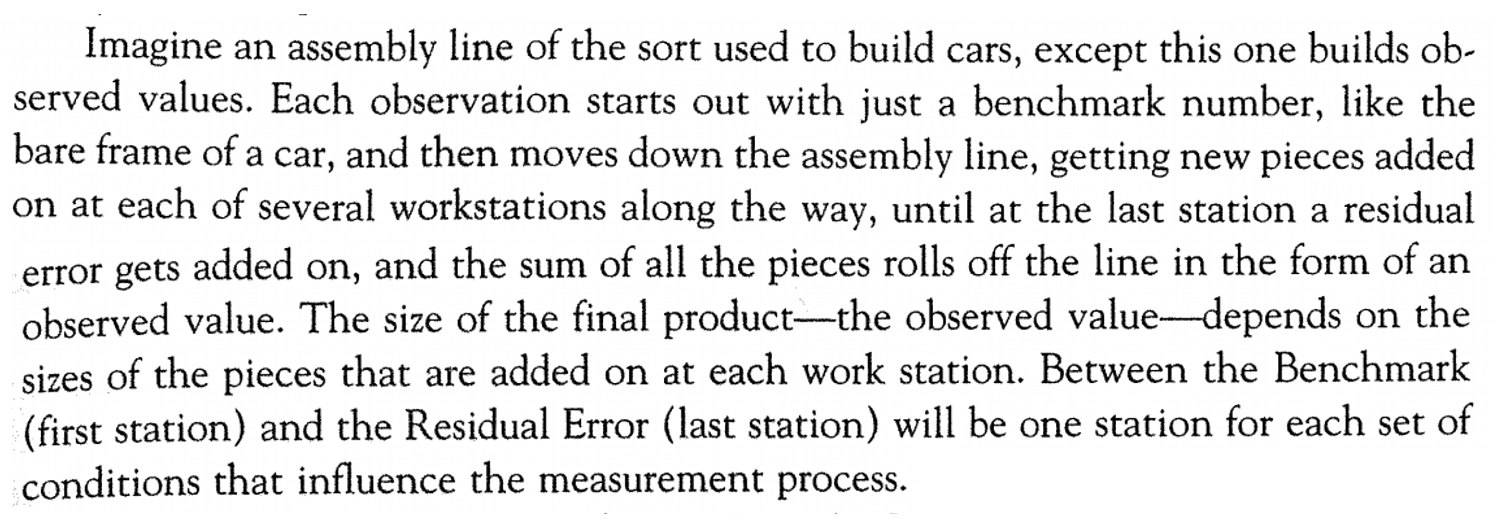 Imagine an assembly line of the sort used to build cars, except this one builds ob-
served values. Each observation starts out with just a benchmark number, like the
bare frame of a car, and then moves down the assembly line, getting new pieces added
on at each of several workstations along the way, until at the last station a residual
error gets added on, and the sum of all the pieces rolls off the line in the form of an
observed value. The size of the final product—the observed value—depends on the
sizes of the pieces that are added on at each work station. Between the Benchmark
(first station) and the Residual Error (last station) will be one station for each set of
conditions that influence the measurement process.